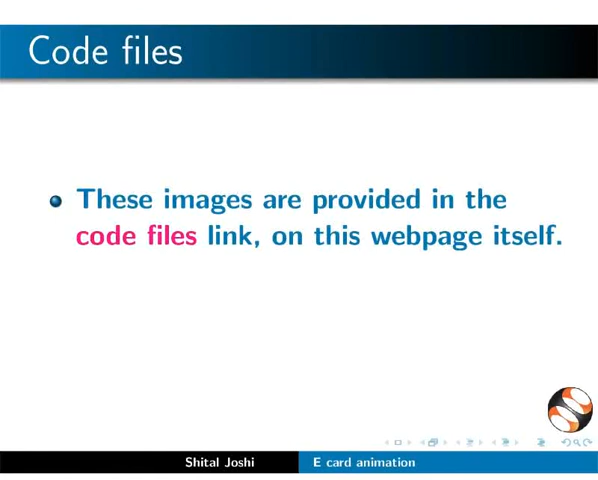 Code files
These images are provided in the
code files link, on this webpage itself.
Shital Joshi
E card animation